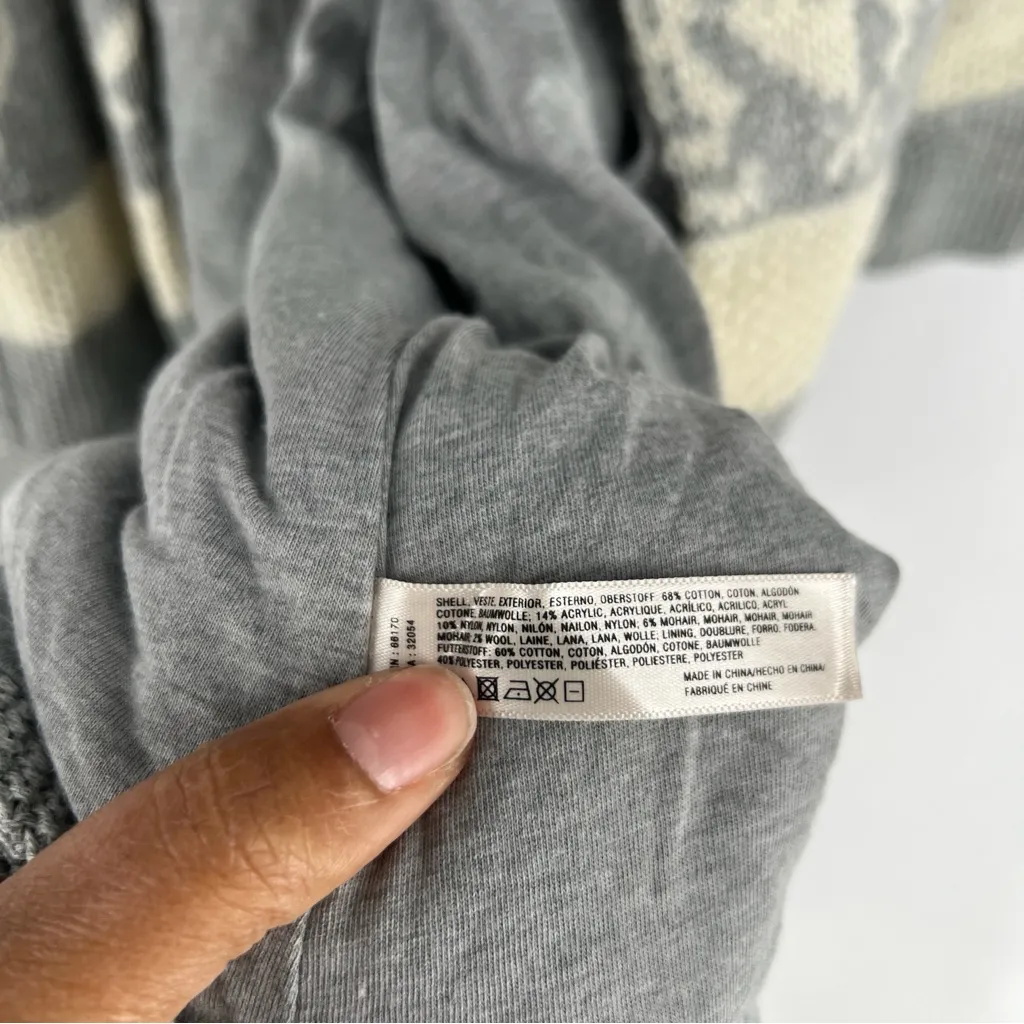 SHELL, VESTE, EXTERIOR, ESTERNO, OBERSTOFF: 68% COTTON, COTON, ALGODÓN
COTONE, BAUMWOLLE; 14% ACRYLIC, ACRYLIQUE, ACRÍLICO, ACRILICO, ACRYL
10% NYLON, NYLON, NILÓN, NAILON, NYLON; 6% MOHAIR, MOHAIR, MOHAIR, MOHAIR
MOHAIR; 2% WOOL, LAINE, LANA, LANA, WOLLE; LINING, DOUBLURE, FORRO, FODERA,
FUTTERSTOFF: 60% COTTON, COTON, ALGODÓN, COTONE, BAUMWOLLE
40% POLYESTER, POLYESTER, POLIÉSTER, POLIESTERE, POLYESTER
MADE IN CHINA/HECHO EN CHINA/
FABRIQUÉ EN CHINE
: 66170
A : 32054